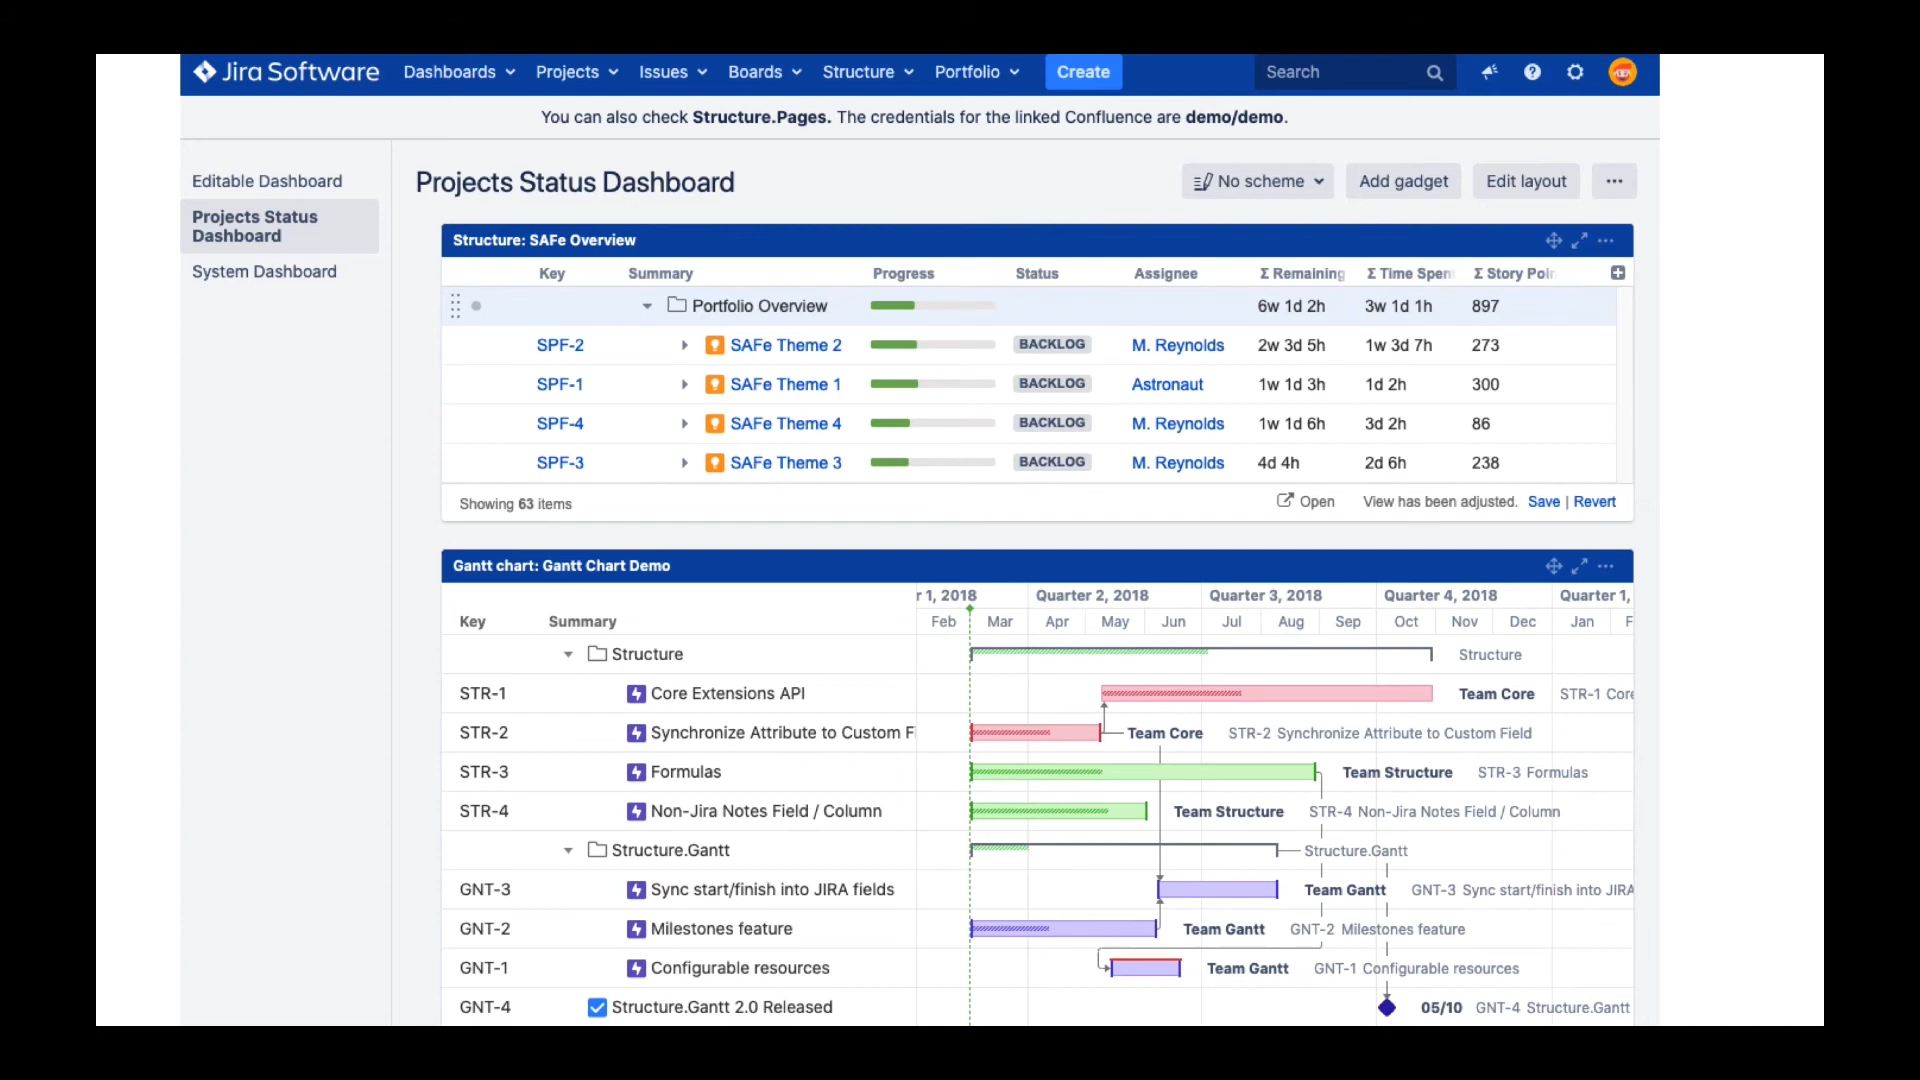 Jira Software Dashboards Projects Issues Boards Structure Portfolio Create Search
You can also check Structure.Pages. The credentials for the linked Confluence are demo/demo.
Editable Dashboard
Projects Status
Dashboard
System Dashboard
Projects Status Dashboard No scheme Add gadget Edit layout
Structure: SAFe Overview
Key Summary Progress Status Assignee Σ Remaining Σ Time Spen Σ Story Poin
Portfolio Overview 6w 1d 2h 3w 1d 1h 897
SPF-2 SAFe Theme 2 BACKLOG M. Reynolds 2w 3d 5h 1w 3d 7h 273
SPF-1 SAFe Theme 1 BACKLOG Astronaut 1w 1d 3h 1d 2h 300
SPF-4 SAFe Theme 4 BACKLOG M. Reynolds 1w 1d 6h 3d 2h 86
SPF-3 SAFe Theme 3 BACKLOG M. Reynolds 4d 4h 2d 6h 238
Showing 63 items Open View has been adjusted. Save | Revert
Gantt chart: Gantt Chart Demo
r 1, 2018 Quarter 2, 2018 Quarter 3, 2018 Quarter 4, 2018 Quarter 1,
Key Summary Feb Mar Apr May Jun Jul Aug Sep Oct Nov Dec Jan F
Structure Structure
STR-1 Core Extensions API Team Core STR-1 Core
STR-2 Synchronize Attribute to Custom F Team Core STR-2 Synchronize Attribute to Custom Field
STR-3 Formulas Team Structure STR-3 Formulas
STR-4 Non-Jira Notes Field / Column Team Structure STR-4 Non-Jira Notes Field / Column
Structure.Gantt Structure.Gantt
GNT-3 Sync start/finish into JIRA fields Team Gantt GNT-3 Sync start/finish into JIRA
GNT-2 Milestones feature Team Gantt GNT-2 Milestones feature
GNT-1 Configurable resources Team Gantt GNT-1 Configurable resources
GNT-4 Structure.Gantt 2.0 Released 05/10 GNT-4 Structure.Gantt